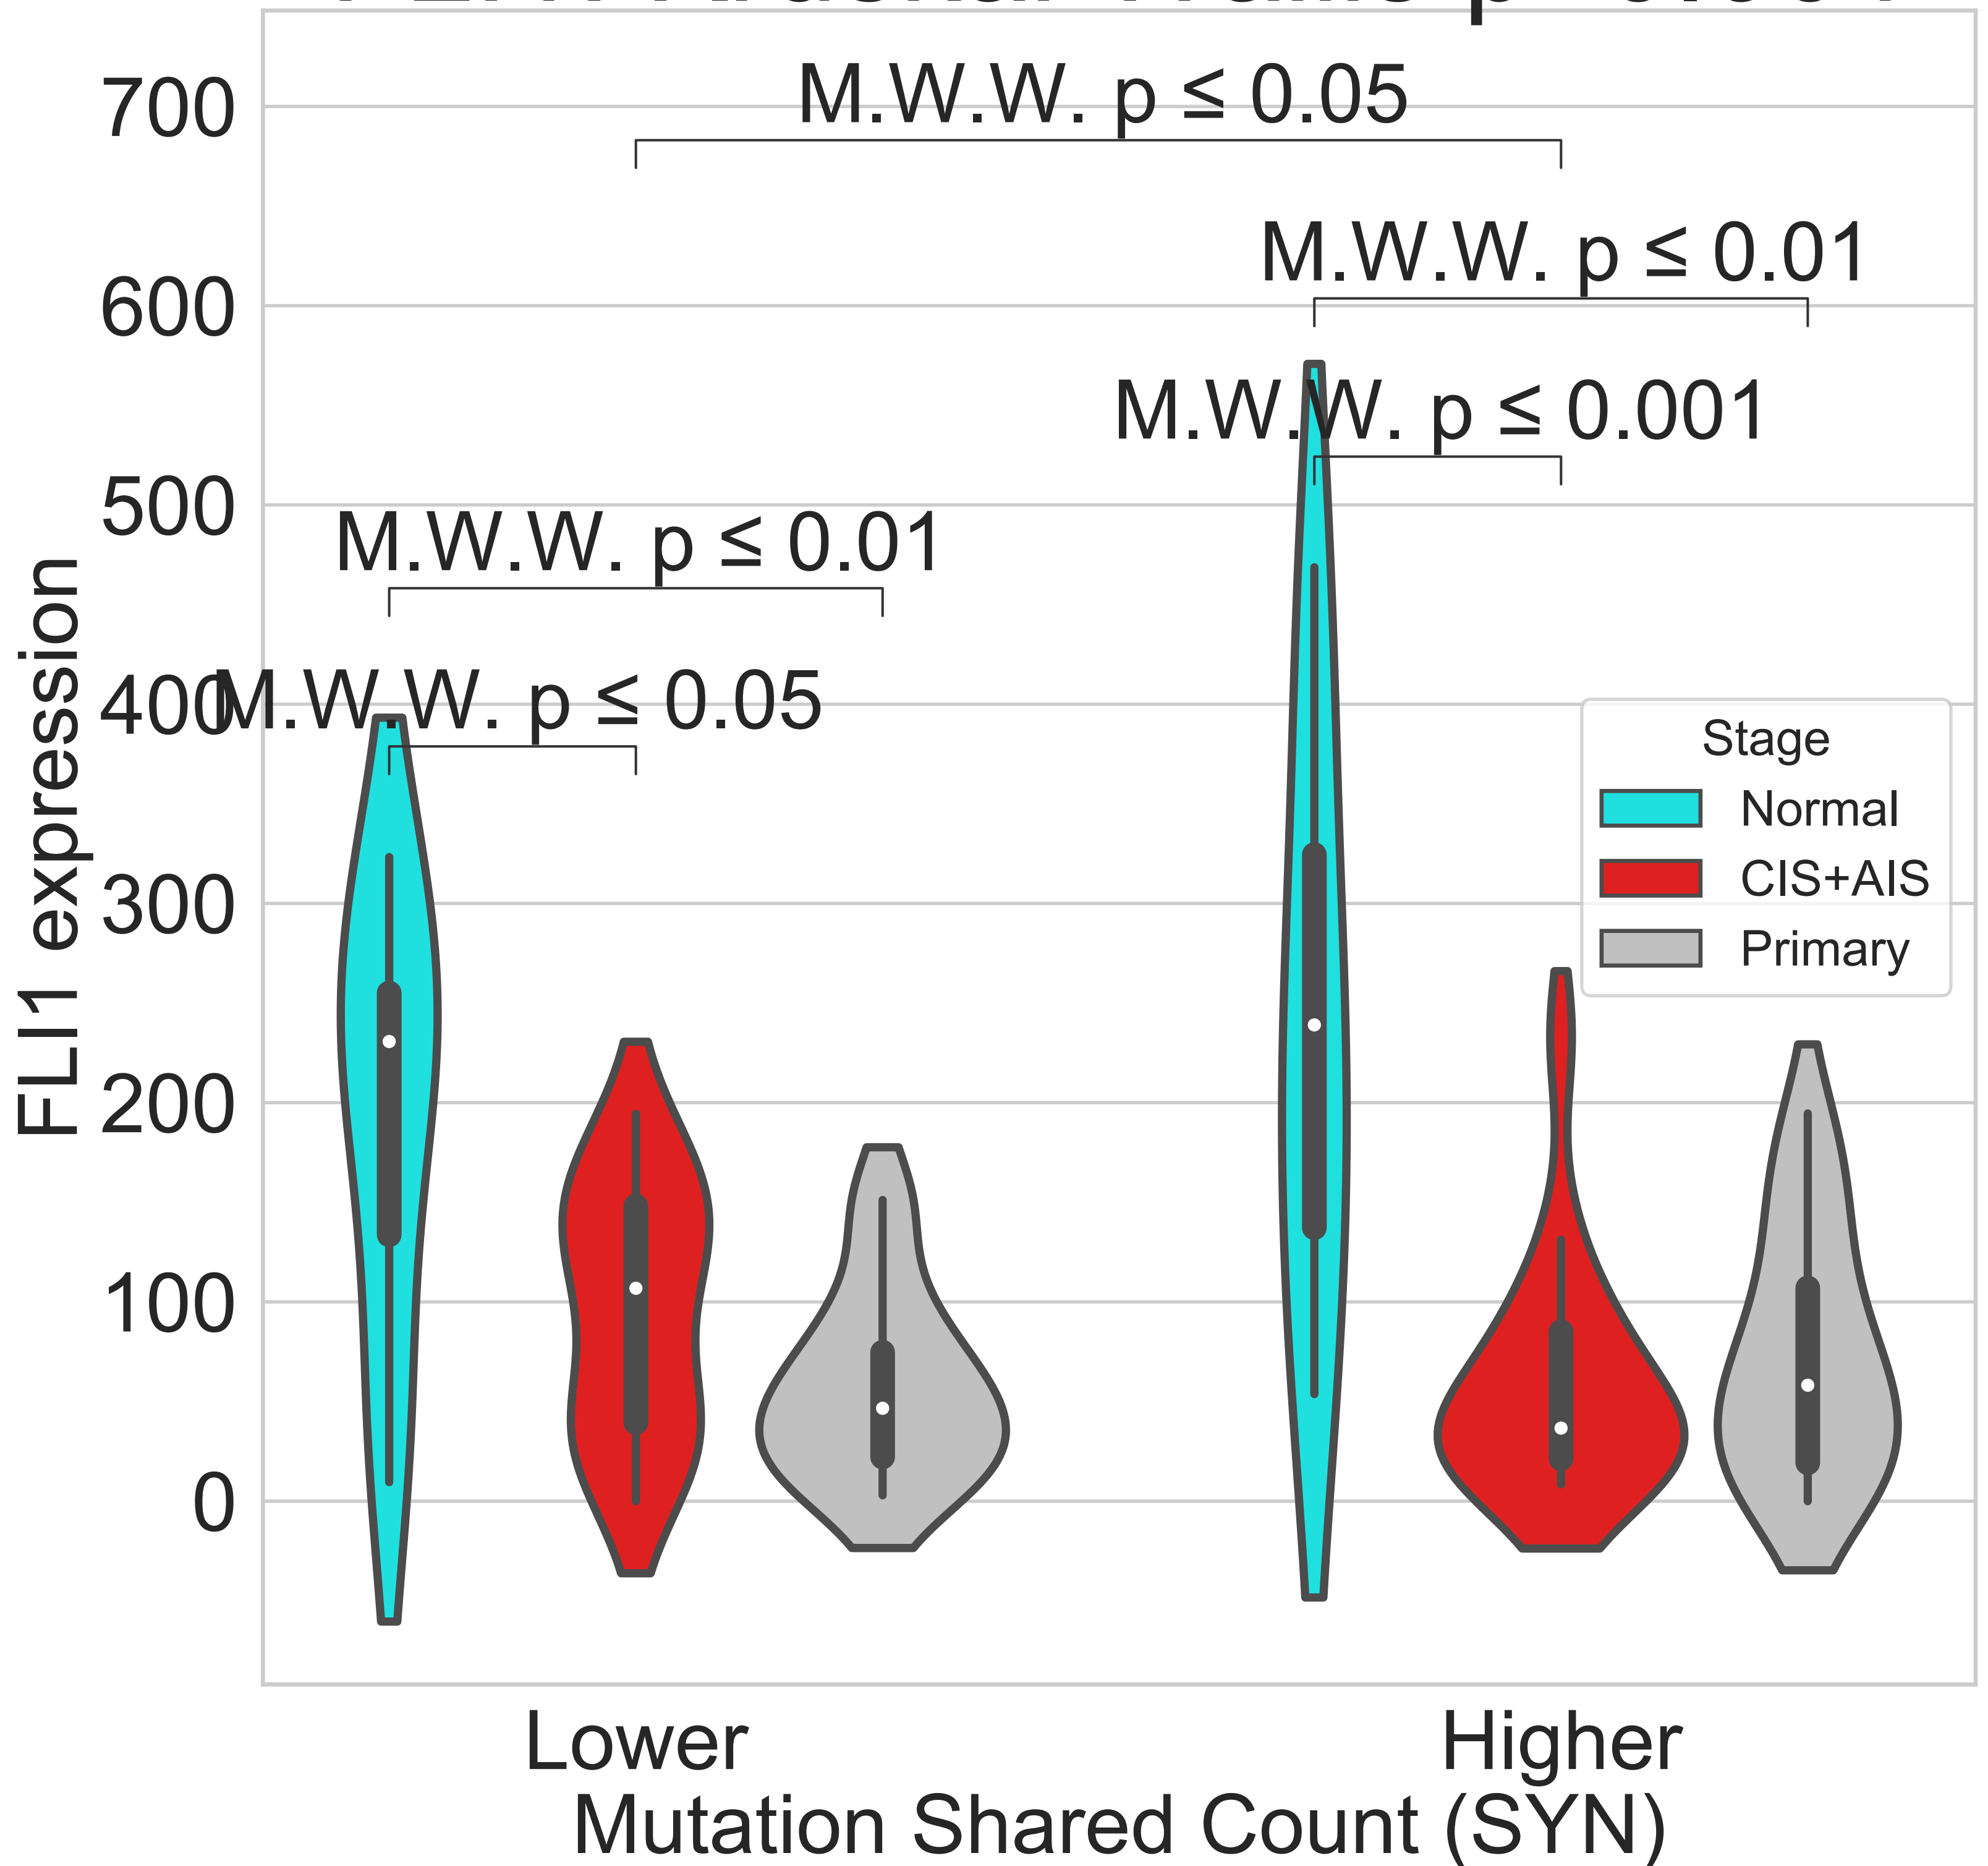 700
600
500
400
300
200
100
0
FLI1 expression
M.W.W. p ≤ 0.05
M.W.W. p ≤ 0.01
M.W.W. p ≤ 0.001
M.W.W. p ≤ 0.01
M.W.W. p ≤ 0.05
Stage
Normal
CIS+AIS
Primary
Lower
Higher
Mutation Shared Count (SYN)